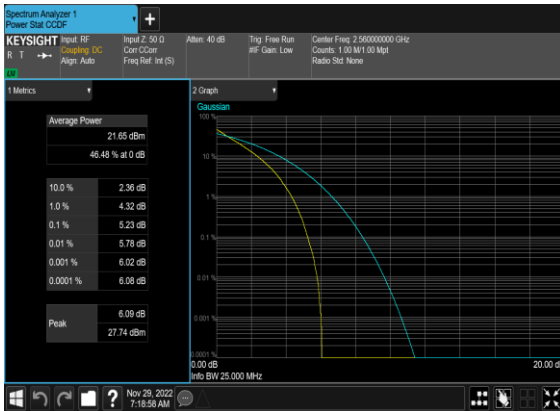 Spectrum Analyzer 1
Power Stat CCDF
KEYSIGHT
R T
LXI
Input: RF
Coupling: DC
Align: Auto
Input Z: 50 Ω
Corr CCorr
Freq Ref: Int (S)
Atten: 40 dB
Trig: Free Run
#IF Gain: Low
Center Freq: 2.560000000 GHz
Counts: 1.00 M/1.00 Mpt
Radio Std: None
1 Metrics
Average Power
21.65 dBm
46.48 % at 0 dB
10.0 % 2.36 dB
1.0 % 4.32 dB
0.1 % 5.23 dB
0.01 % 5.78 dB
0.001 % 6.02 dB
0.0001 % 6.08 dB
Peak
6.09 dB
27.74 dBm
2 Graph
Gaussian
100 %
10 %
1 %
0.1 %
0.01 %
0.001 %
0.0001 %
0.00 dB
20.00 d
Info BW 25.000 MHz
?
Nov 29, 2022
7:18:58 AM